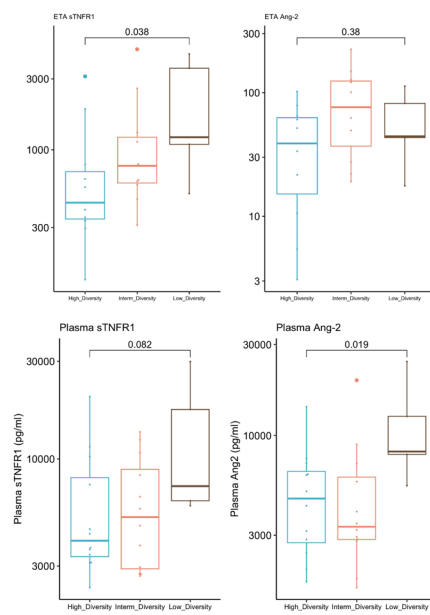 ETA sTNFR1
0.038
3000
1000
300
High_Diversity Interm_Diversity Low_Diversity
ETA Ang-2
0.38
100
30
10
3
High_Diversity Interm_Diversity Low_Diversity
Plasma sTNFR1
0.082
30000
10000
3000
Plasma sTNFR1 (pg/ml)
High_Diversity Interm_Diversity Low_Diversity
Plasma Ang-2
0.019
30000
10000
3000
Plasma Ang2 (pg/ml)
High_Diversity Interm_Diversity Low_Diversity